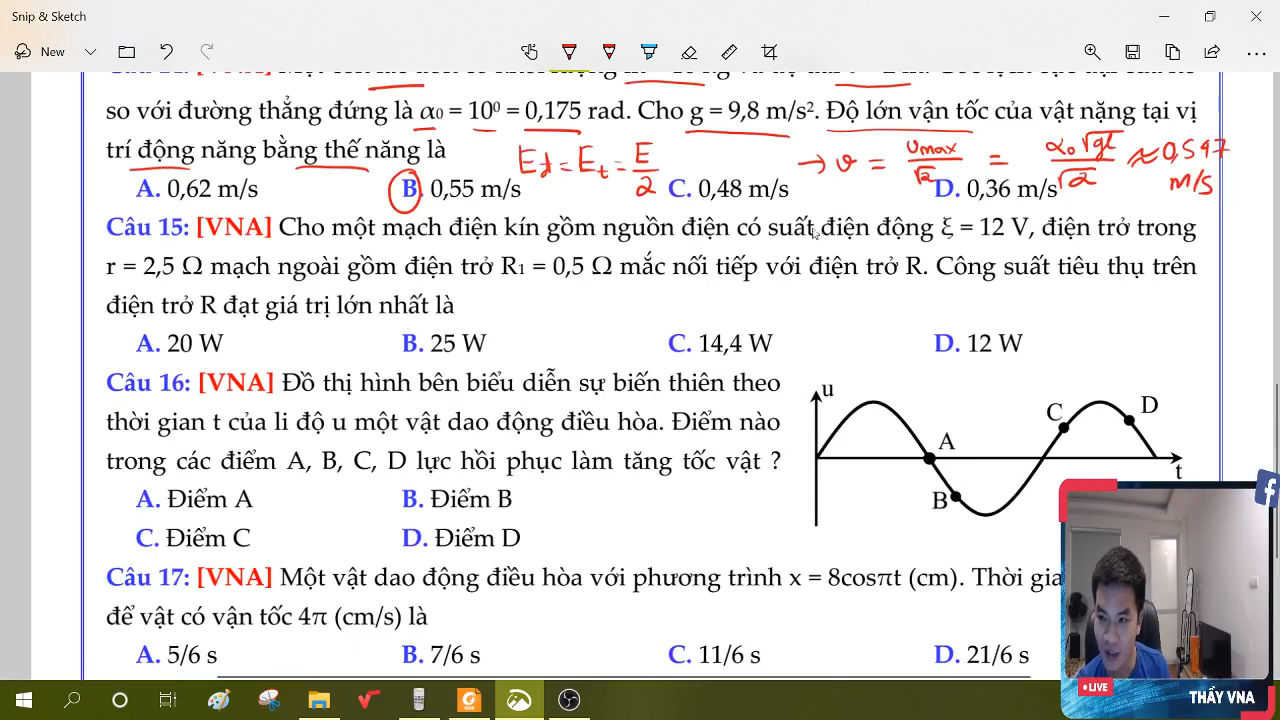 Snip & Sketch
New
so với đường thẳng đứng là α₀ = 10⁰ = 0,175 rad. Cho g = 9,8 m/s². Độ lớn vận tốc của vật nặng tại vị
trí động năng bằng thế năng là
Eđ = Et = E/2 → v = vmax/√2 = α₀√gl/√2 ≈ 0,547 m/s
A. 0,62 m/s B. 0,55 m/s C. 0,48 m/s D. 0,36 m/s
Câu 15: [VNA] Cho một mạch điện kín gồm nguồn điện có suất điện động ξ = 12 V, điện trở trong
r = 2,5 Ω mạch ngoài gồm điện trở R₁ = 0,5 Ω mắc nối tiếp với điện trở R. Công suất tiêu thụ trên
điện trở R đạt giá trị lớn nhất là
A. 20 W B. 25 W C. 14,4 W D. 12 W
Câu 16: [VNA] Đồ thị hình bên biểu diễn sự biến thiên theo
thời gian t của li độ u một vật dao động điều hòa. Điểm nào
trong các điểm A, B, C, D lực hồi phục làm tăng tốc vật ?
A. Điểm A B. Điểm B
C. Điểm C D. Điểm D
u
C
D
A
B
t
Câu 17: [VNA] Một vật dao động điều hòa với phương trình x = 8cosπt (cm). Thời
để vật có vận tốc 4π (cm/s) là
A. 5/6 s B. 7/6 s C. 11/6 s D. 21/6 s
LIVE
THẦY VNA